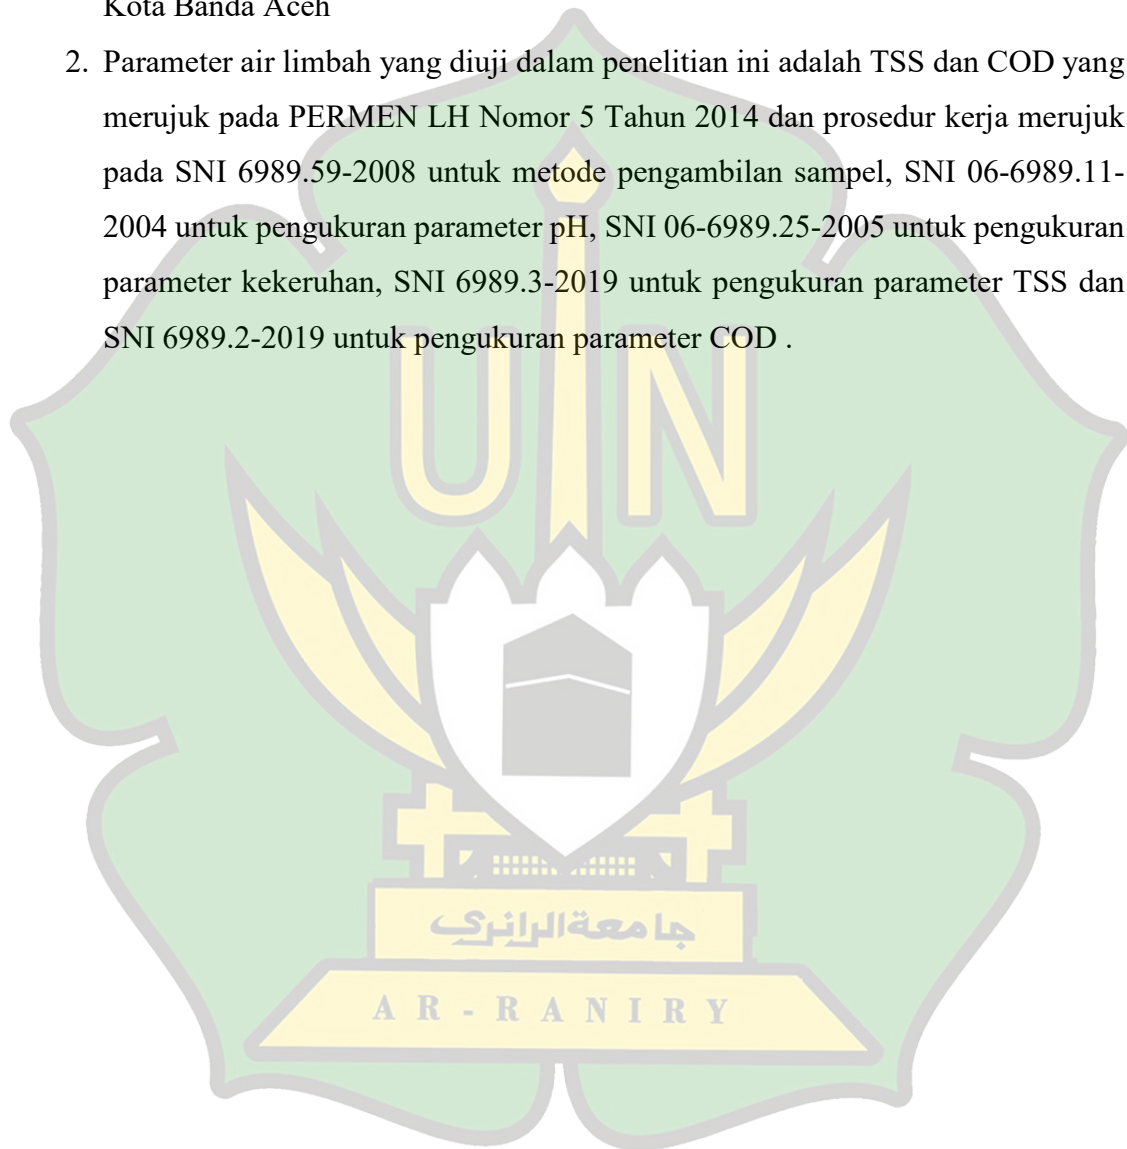 Kota Banda Aceh
2. Parameter air limbah yang diuji dalam penelitian ini adalah TSS dan COD yang
merujuk pada PERMEN LH Nomor 5 Tahun 2014 dan prosedur kerja merujuk
pada SNI 6989.59-2008 untuk metode pengambilan sampel, SNI 06-6989.11-
2004 untuk pengukuran parameter pH, SNI 06-6989.25-2005 untuk pengukuran
parameter kekeruhan, SNI 6989.3-2019 untuk pengukuran parameter TSS dan
SNI 6989.2-2019 untuk pengukuran parameter COD .
UIN
جامعةالرانرك
AR-RANIRY